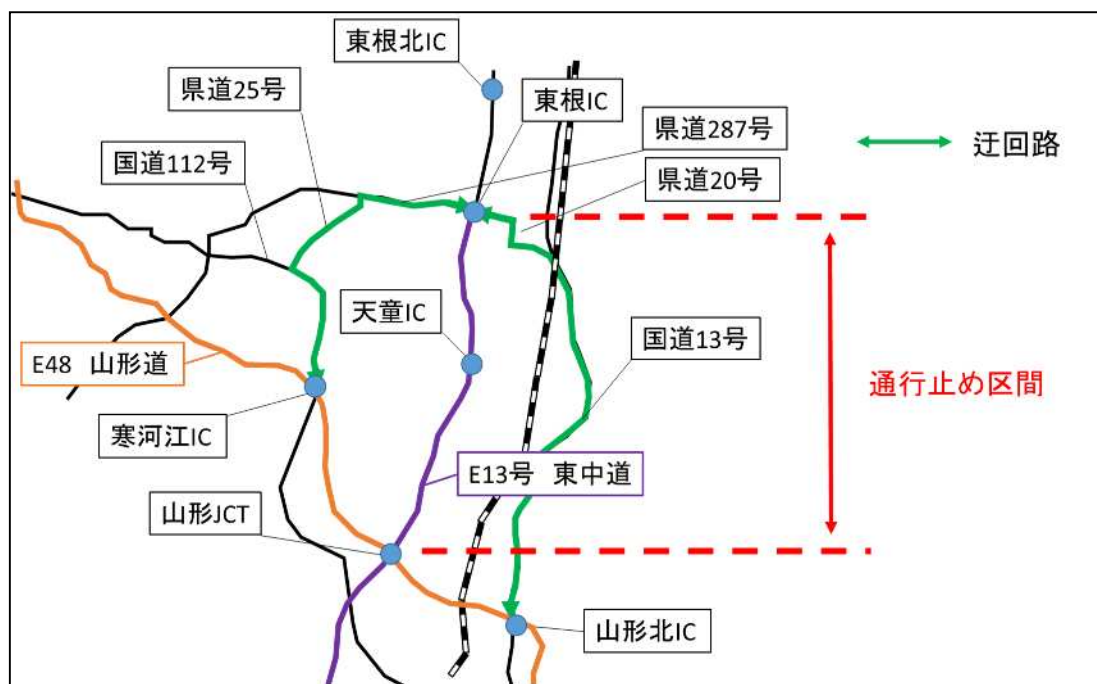 東根北IC
県道25号
東根IC
県道287号
国道112号
迂回路
県道20号
天童IC
国道13号
E48 山形道
通行止め区間
寒河江IC
E13号 東中道
山形JCT
山形北IC